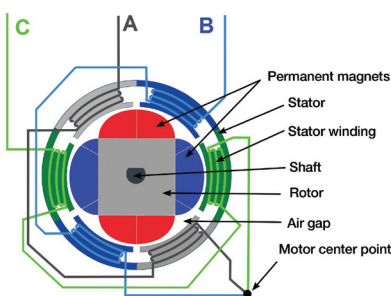 C A B
Permanent magnets
Stator
Stator winding
Shaft
Rotor
Air gap
Motor center point